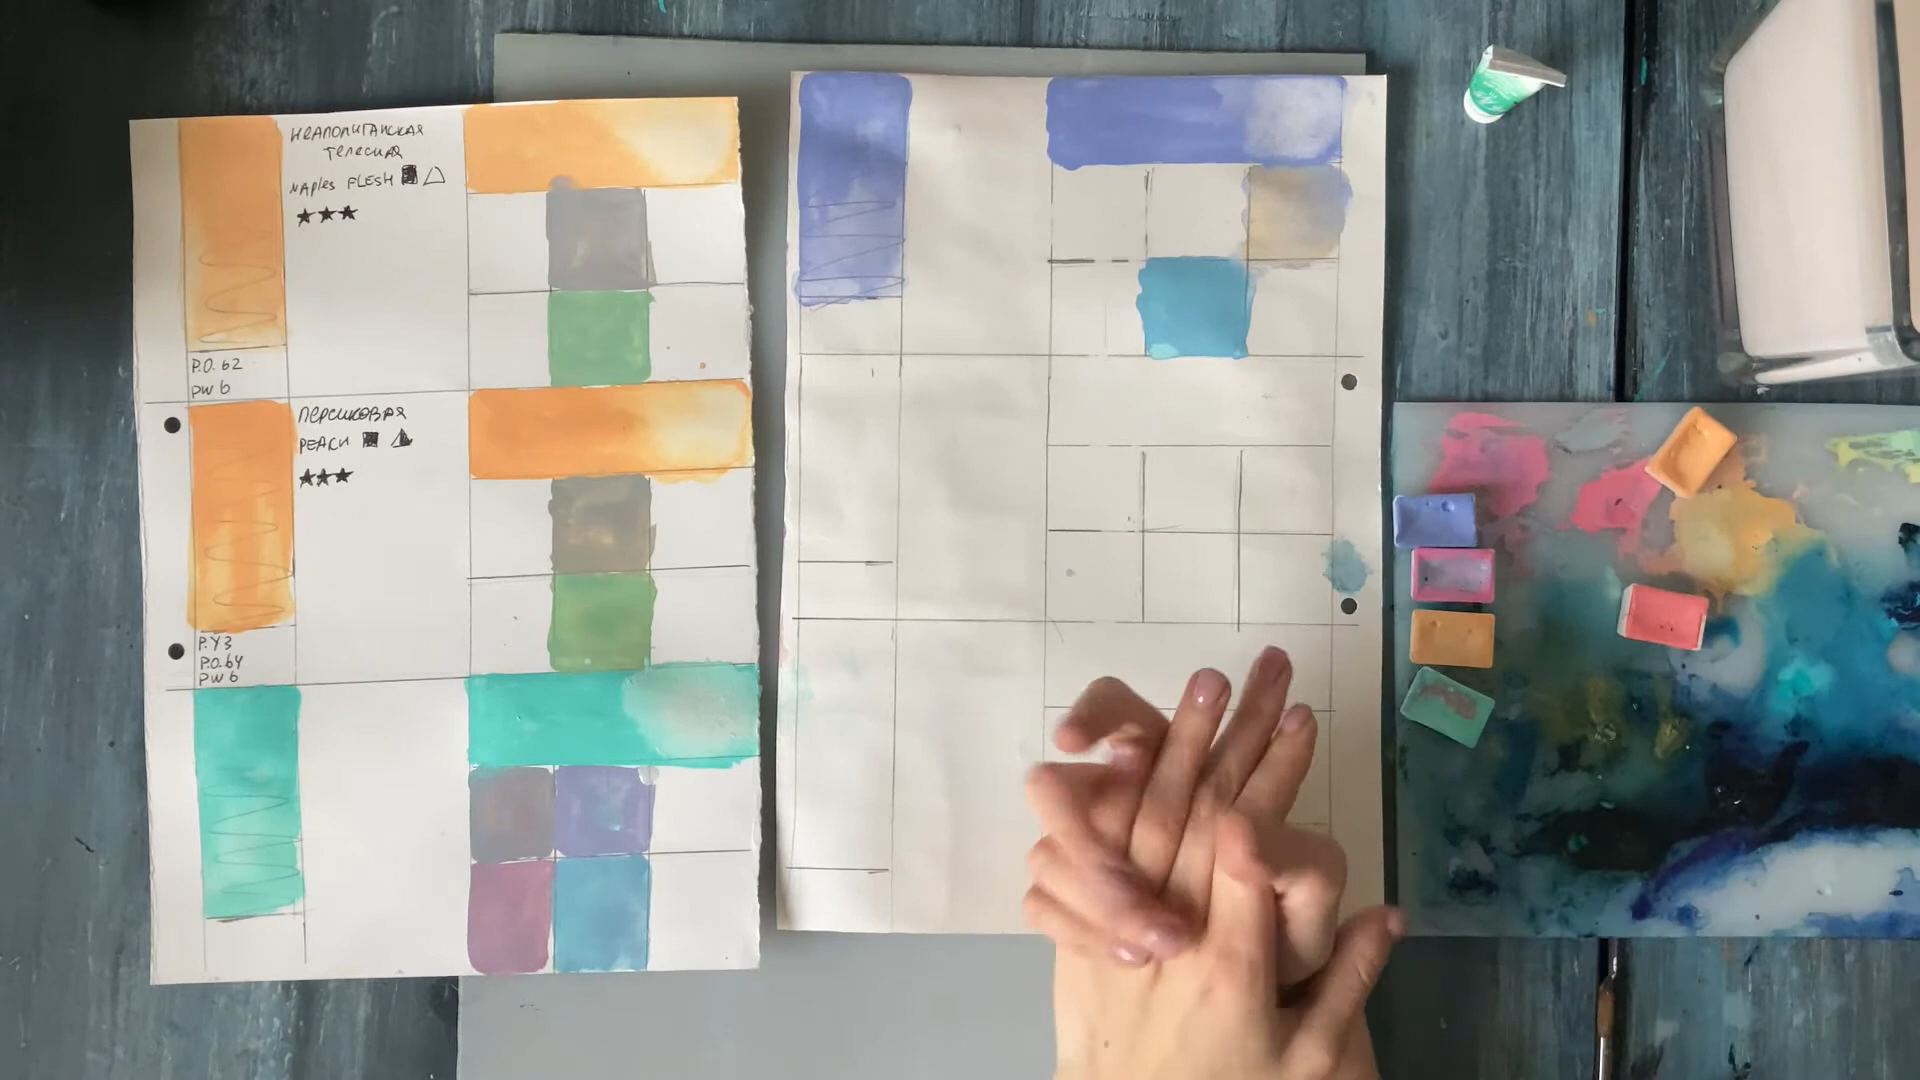 НЕАПОЛИТАНСКАЯ
ТЕЛЕСНАЯ
NAPLES FLESH
P.O. 62
PW 6
ПЕРСИКОВАЯ
PEACH
P.Y3
P.O.64
PW 6